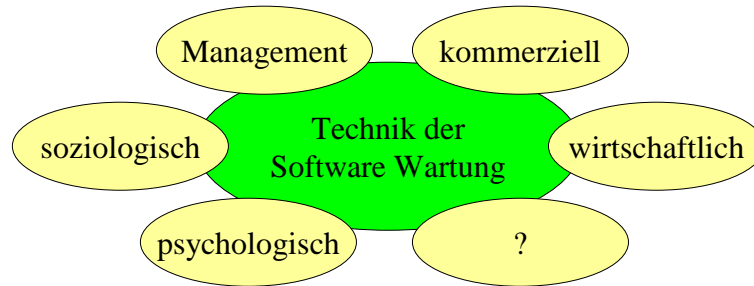 Management
kommerziell
Technik der
Software Wartung
soziologisch
wirtschaftlich
psychologisch
?